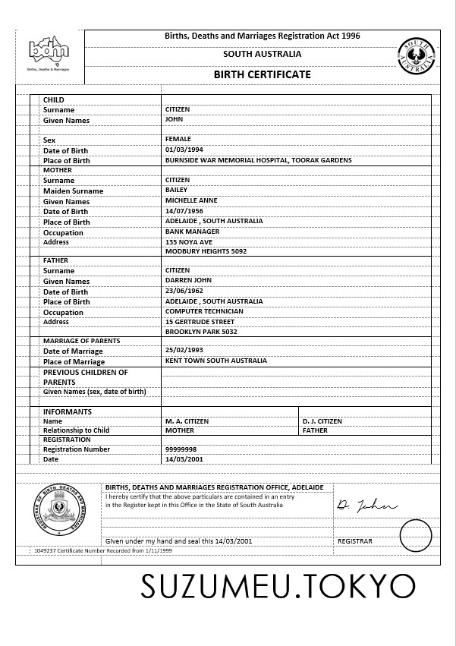 Births, Deaths and Marriages Registration Act 1996
SOUTH AUSTRALIA
BIRTH CERTIFICATE
bdm
Births, Deaths & Marriages
SOUTH AUSTRALIA
CHILD
Surname CITIZEN
Given Names JOHN
Sex FEMALE
Date of Birth 01/03/1994
Place of Birth BURNSIDE WAR MEMORIAL HOSPITAL, TOORAK GARDENS
MOTHER
Surname CITIZEN
Maiden Surname BAILEY
Given Names MICHELLE ANNE
Date of Birth 14/07/1956
Place of Birth ADELAIDE , SOUTH AUSTRALIA
Occupation BANK MANAGER
Address 155 NOYA AVE
MODBURY HEIGHTS 5092
FATHER
Surname CITIZEN
Given Names DARREN JOHN
Date of Birth 23/06/1962
Place of Birth ADELAIDE , SOUTH AUSTRALIA
Occupation COMPUTER TECHNICIAN
Address 15 GERTRUDE STREET
BROOKLYN PARK 5032
MARRIAGE OF PARENTS
Date of Marriage 25/02/1993
Place of Marriage KENT TOWN SOUTH AUSTRALIA
PREVIOUS CHILDREN OF
PARENTS
Given Names (sex, date of birth)
INFORMANTS
Name M. A. CITIZEN D. J. CITIZEN
Relationship to Child MOTHER FATHER
REGISTRATION
Registration Number 99999998
Date 14/03/2001
BIRTHS, DEATHS AND MARRIAGES REGISTRATION OFFICE, ADELAIDE
I hereby certify that the above particulars are contained in an entry
in the Register kept in this Office in the State of South Australia
D. John
Given under my hand and seal this 14/03/2001 REGISTRAR
1049237 Certificate Number Recorded from 1/11/1999
SUZUMEU.TOKYO